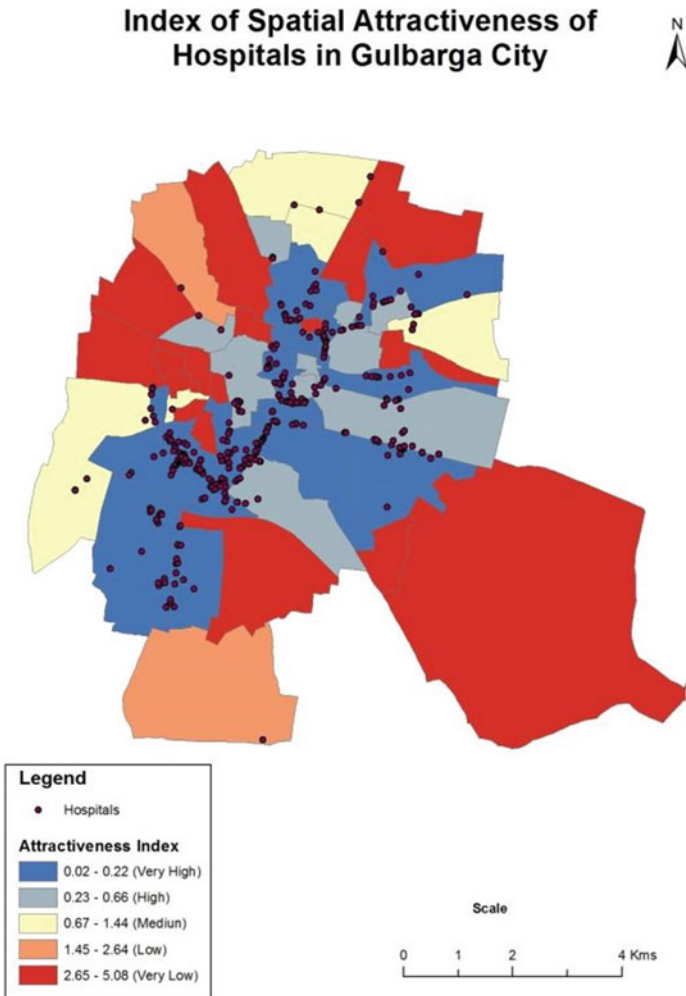 Index of Spatial Attractiveness of
Hospitals in Gulbarga City
N
Legend
Hospitals
Attractiveness Index
0.02 - 0.22 (Very High)
0.23 - 0.66 (High)
0.67 - 1.44 (Mediun)
1.45 - 2.64 (Low)
2.65 - 5.08 (Very Low)
Scale
0 1 2 4 Kms